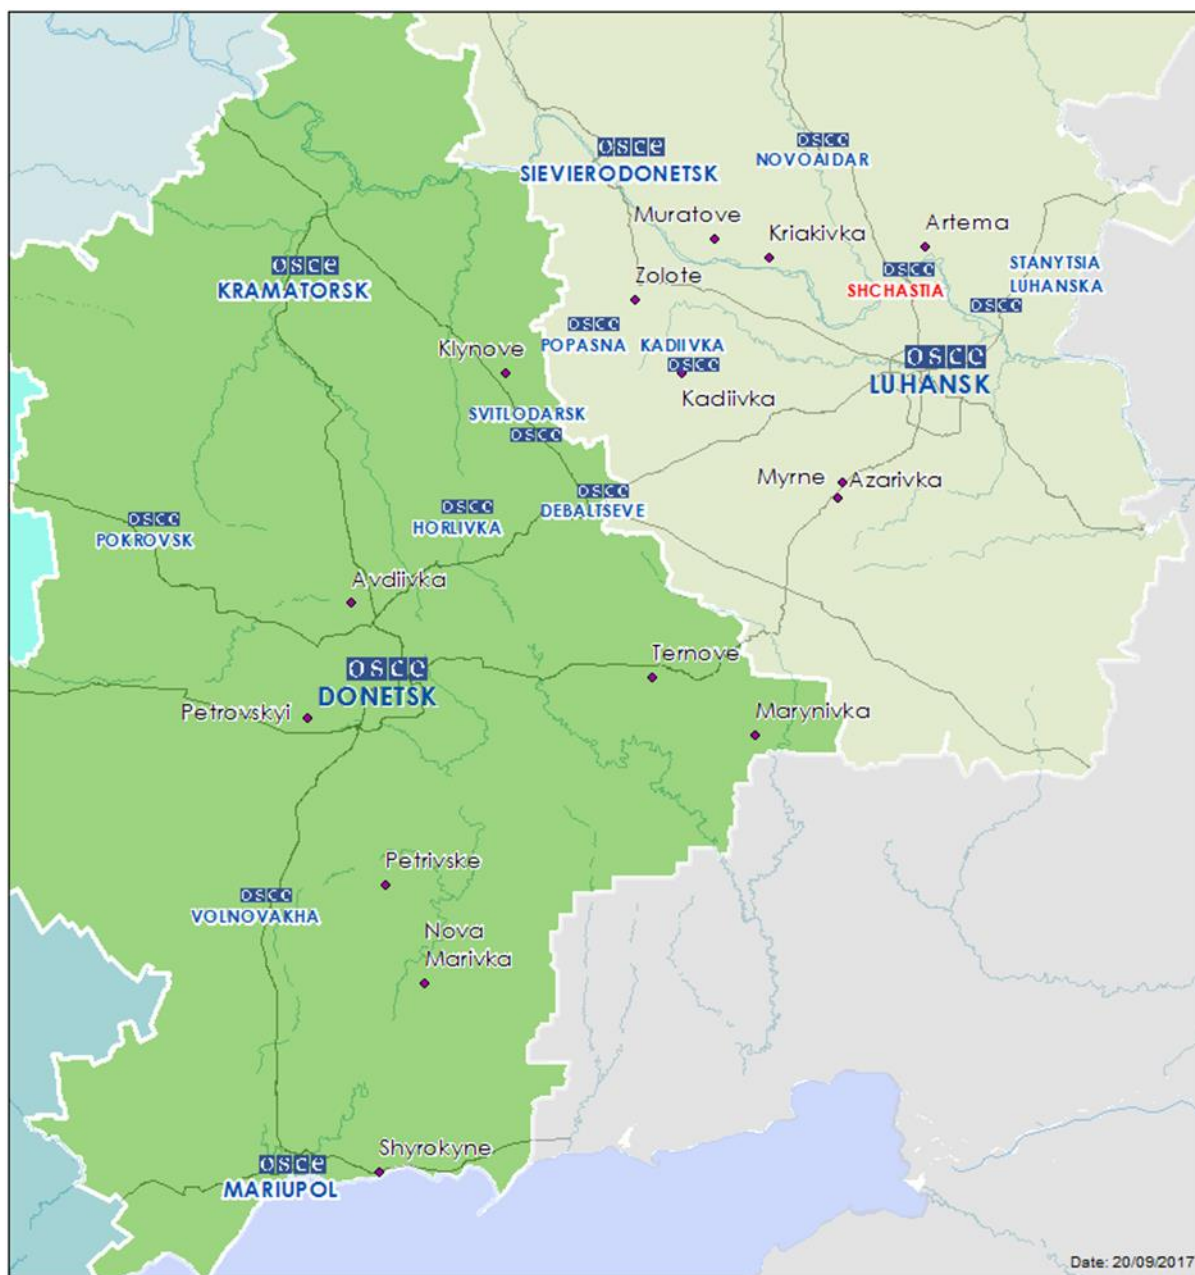 osce
SIEVIERODONETSK
osce
NOVOAIDAR
Muratove
Kriakivka
Artema
osce
KRAMATORSK
Zolote
osce
SHCHASTIA
STANYTSIA
LUHANSKA
osce
osce
POPASNA
KADIIVKA
osce
Kadiivka
Klynove
osce
LUHANSK
SVITLODARSK
osce
Myrne
Azarivka
osce
DEBALTSEVE
osce
HORLIVKA
osce
POKROVSK
Avdiivka
osce
DONETSK
Ternove
Petrovskyi
Marynivka
Petrivske
osce
VOLNOVAKHA
Nova
Marivka
Shyrokyne
osce
MARIUPOL
Date: 20/09/2017